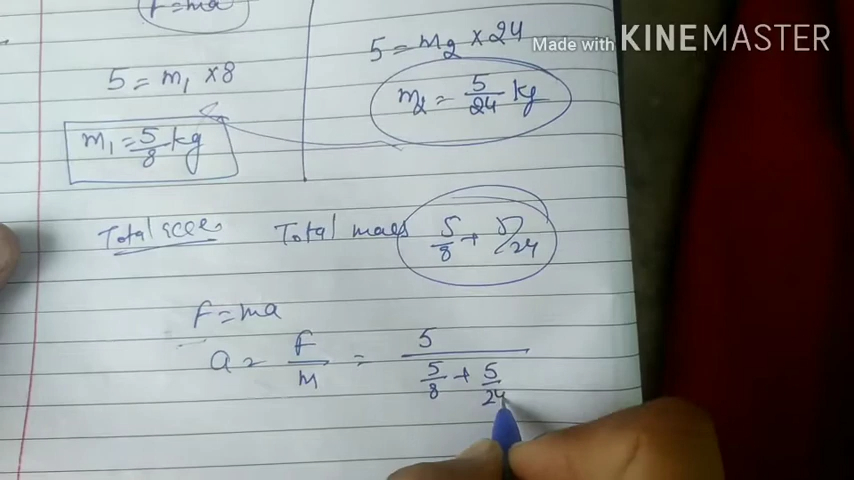 F=ma
5 = m₁ ×8
m₁ = 5/8 kg
5 = m₂ × 24
m₂ = 5/24 kg
Made with KINEMASTER
Total acce Total mass 5/8 + 5/24
F = ma
a = F/m = 5/(5/8 + 5/24)